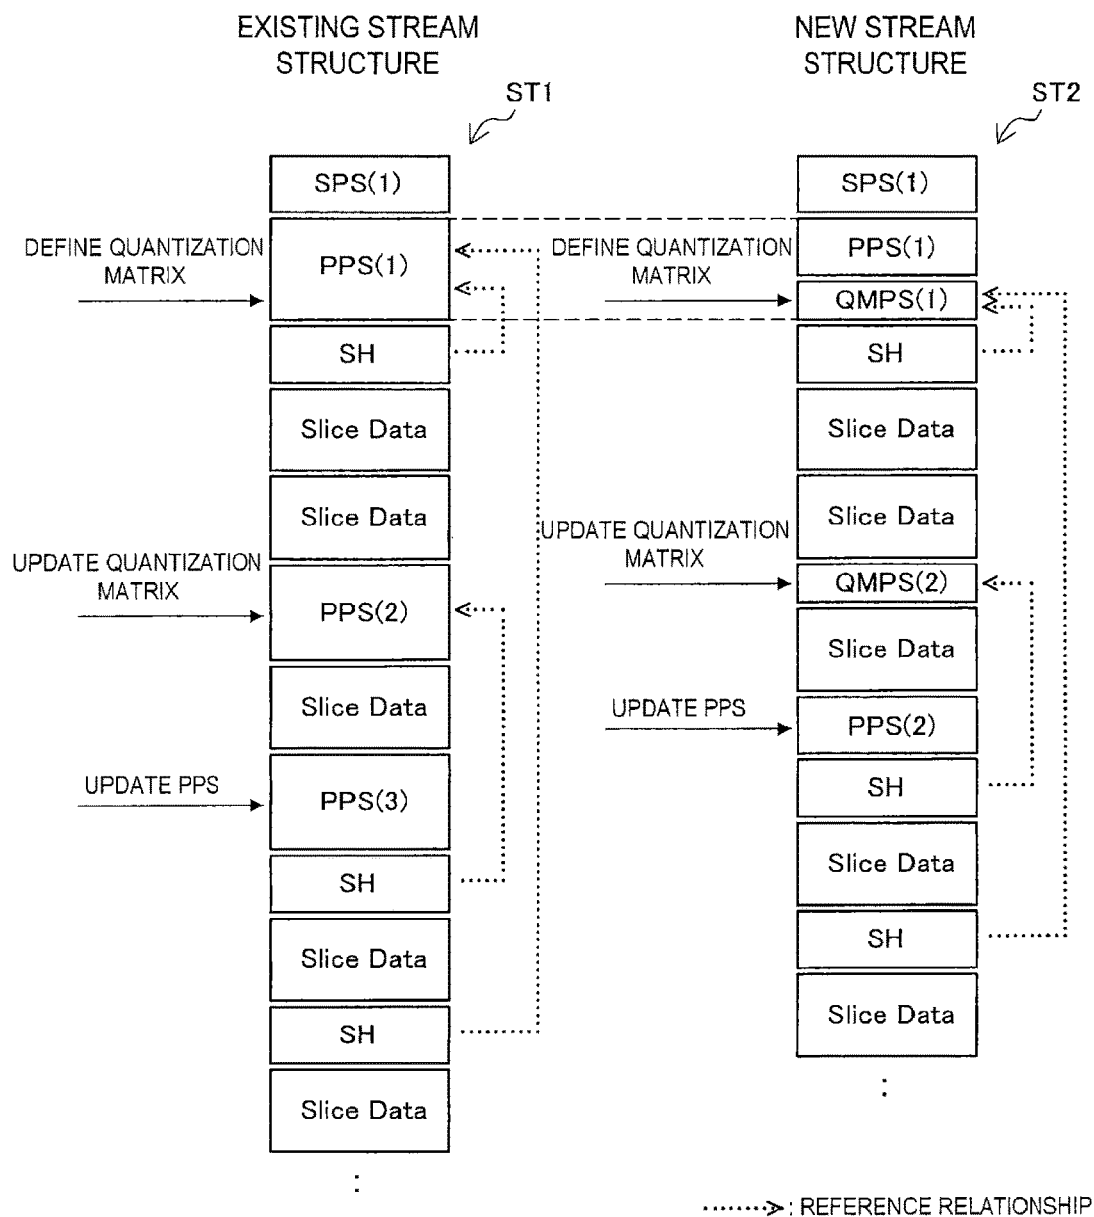 EXISTING STREAM
STRUCTURE
ST1
SPS(1)
DEFINE QUANTIZATION
MATRIX
PPS(1)
SH
Slice Data
Slice Data
UPDATE QUANTIZATION
MATRIX
PPS(2)
Slice Data
UPDATE PPS
PPS(3)
SH
Slice Data
SH
Slice Data
:
NEW STREAM
STRUCTURE
ST2
SPS(1)
PPS(1)
DEFINE QUANTIZATION
MATRIX
QMPS(1)
SH
Slice Data
Slice Data
UPDATE QUANTIZATION
MATRIX
QMPS(2)
Slice Data
UPDATE PPS
PPS(2)
SH
Slice Data
SH
Slice Data
:
: REFERENCE RELATIONSHIP